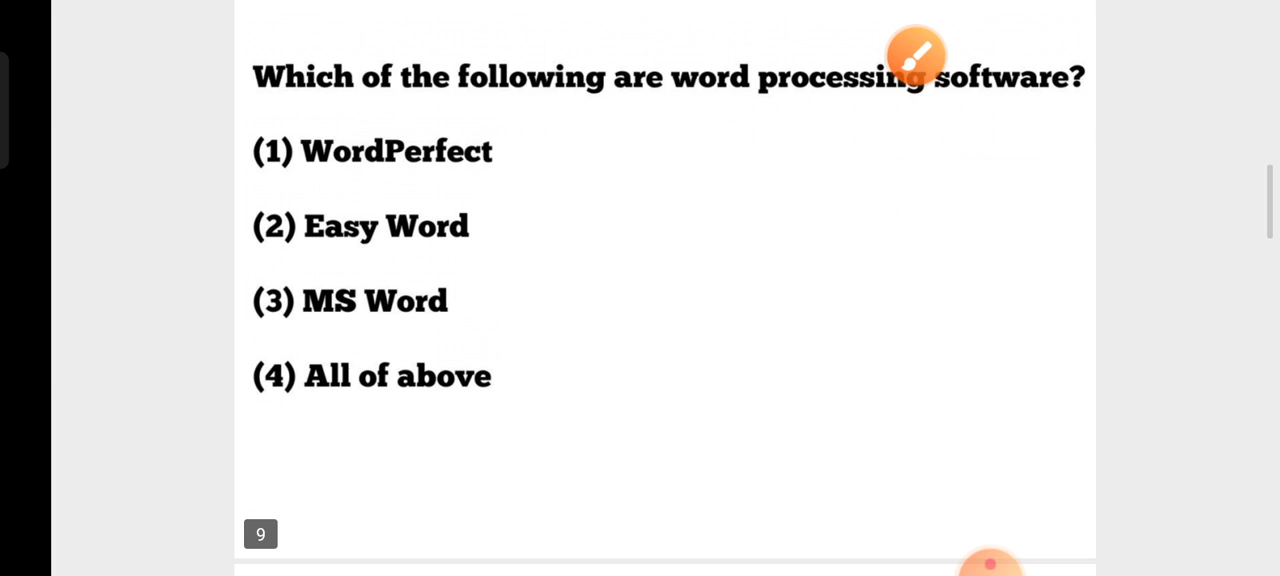 Which of the following are word processing software?
(1) WordPerfect
(2) Easy Word
(3) MS Word
(4) All of above
9